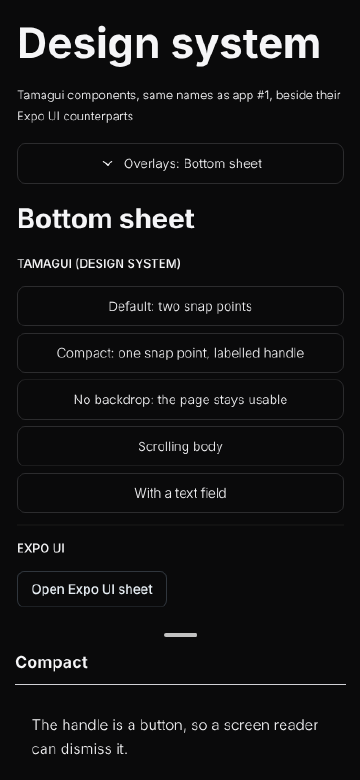 Design system
Tamagui components, same names as app #1, beside their
Expo UI counterparts
Overlays: Bottom sheet
Bottom sheet
TAMAGUI (DESIGN SYSTEM)
Default: two snap points
Compact: one snap point, labelled handle
No backdrop: the page stays usable
Scrolling body
With a text field
EXPO UI
Open Expo UI sheet
Compact
The handle is a button, so a screen reader
can dismiss it.